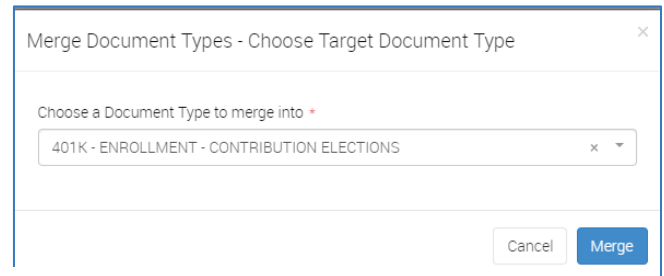 Merge Document Types - Choose Target Document Type ×
Choose a Document Type to merge into *
401K - ENROLLMENT - CONTRIBUTION ELECTIONS ×
Cancel Merge